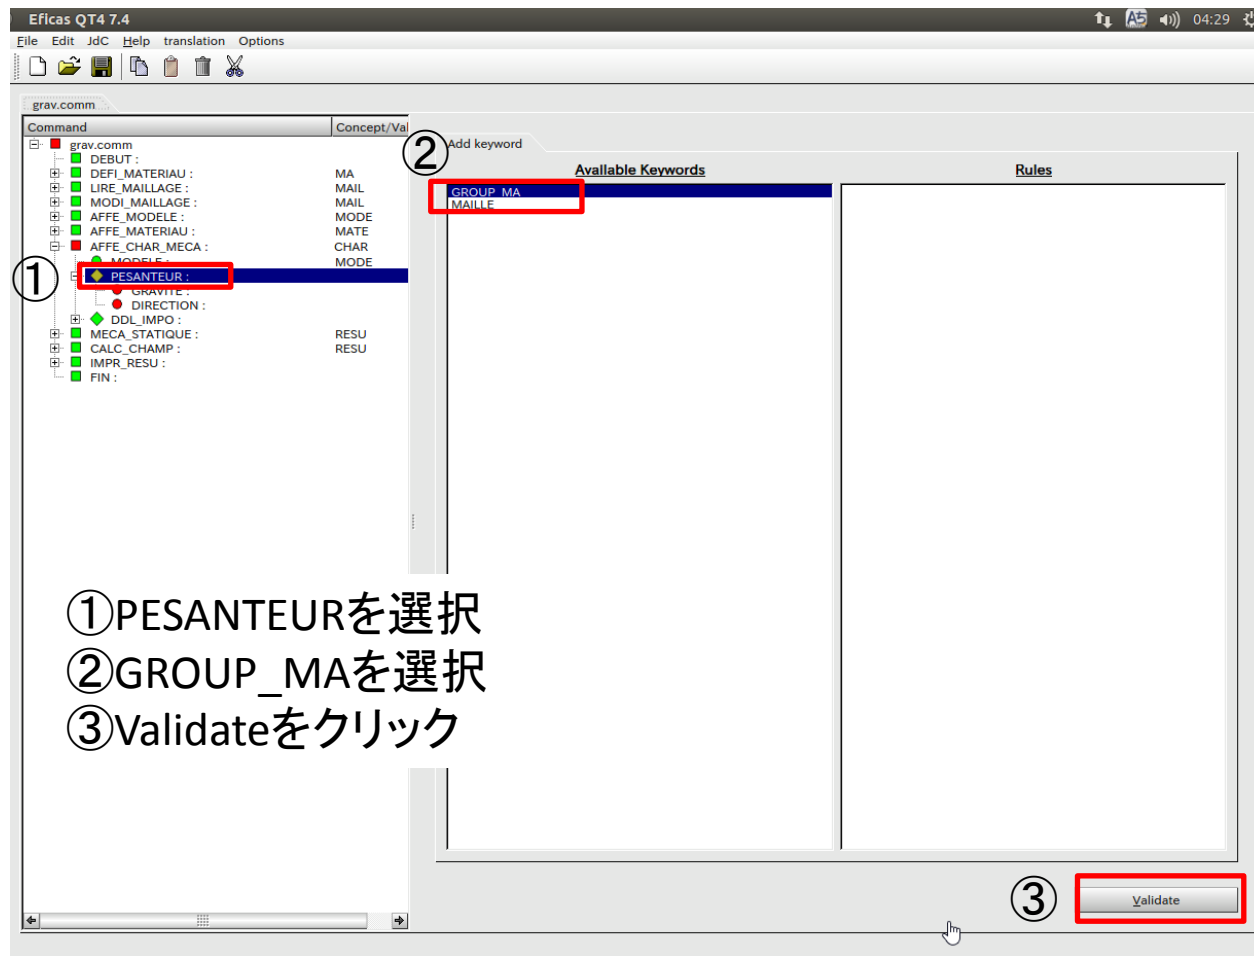 Eficas QT4 7.4
04:29
File Edit JdC Help translation Options
grav.comm
Command Concept/Val
grav.comm
DEBUT :
DEFI_MATERIAU : MA
LIRE_MAILLAGE : MAIL
MODI_MAILLAGE : MAIL
AFFE_MODELE : MODE
AFFE_MATERIAU : MATE
AFFE_CHAR_MECA : CHAR
MODELE : MODE
① PESANTEUR :
GRAVITE :
DIRECTION :
DDL_IMPO :
MECA_STATIQUE : RESU
CALC_CHAMP : RESU
IMPR_RESU :
FIN :
② Add keyword
Available Keywords Rules
GROUP_MA
MAILLE
①PESANTEURを選択
②GROUP_MAを選択
③Validateをクリック
③ Validate